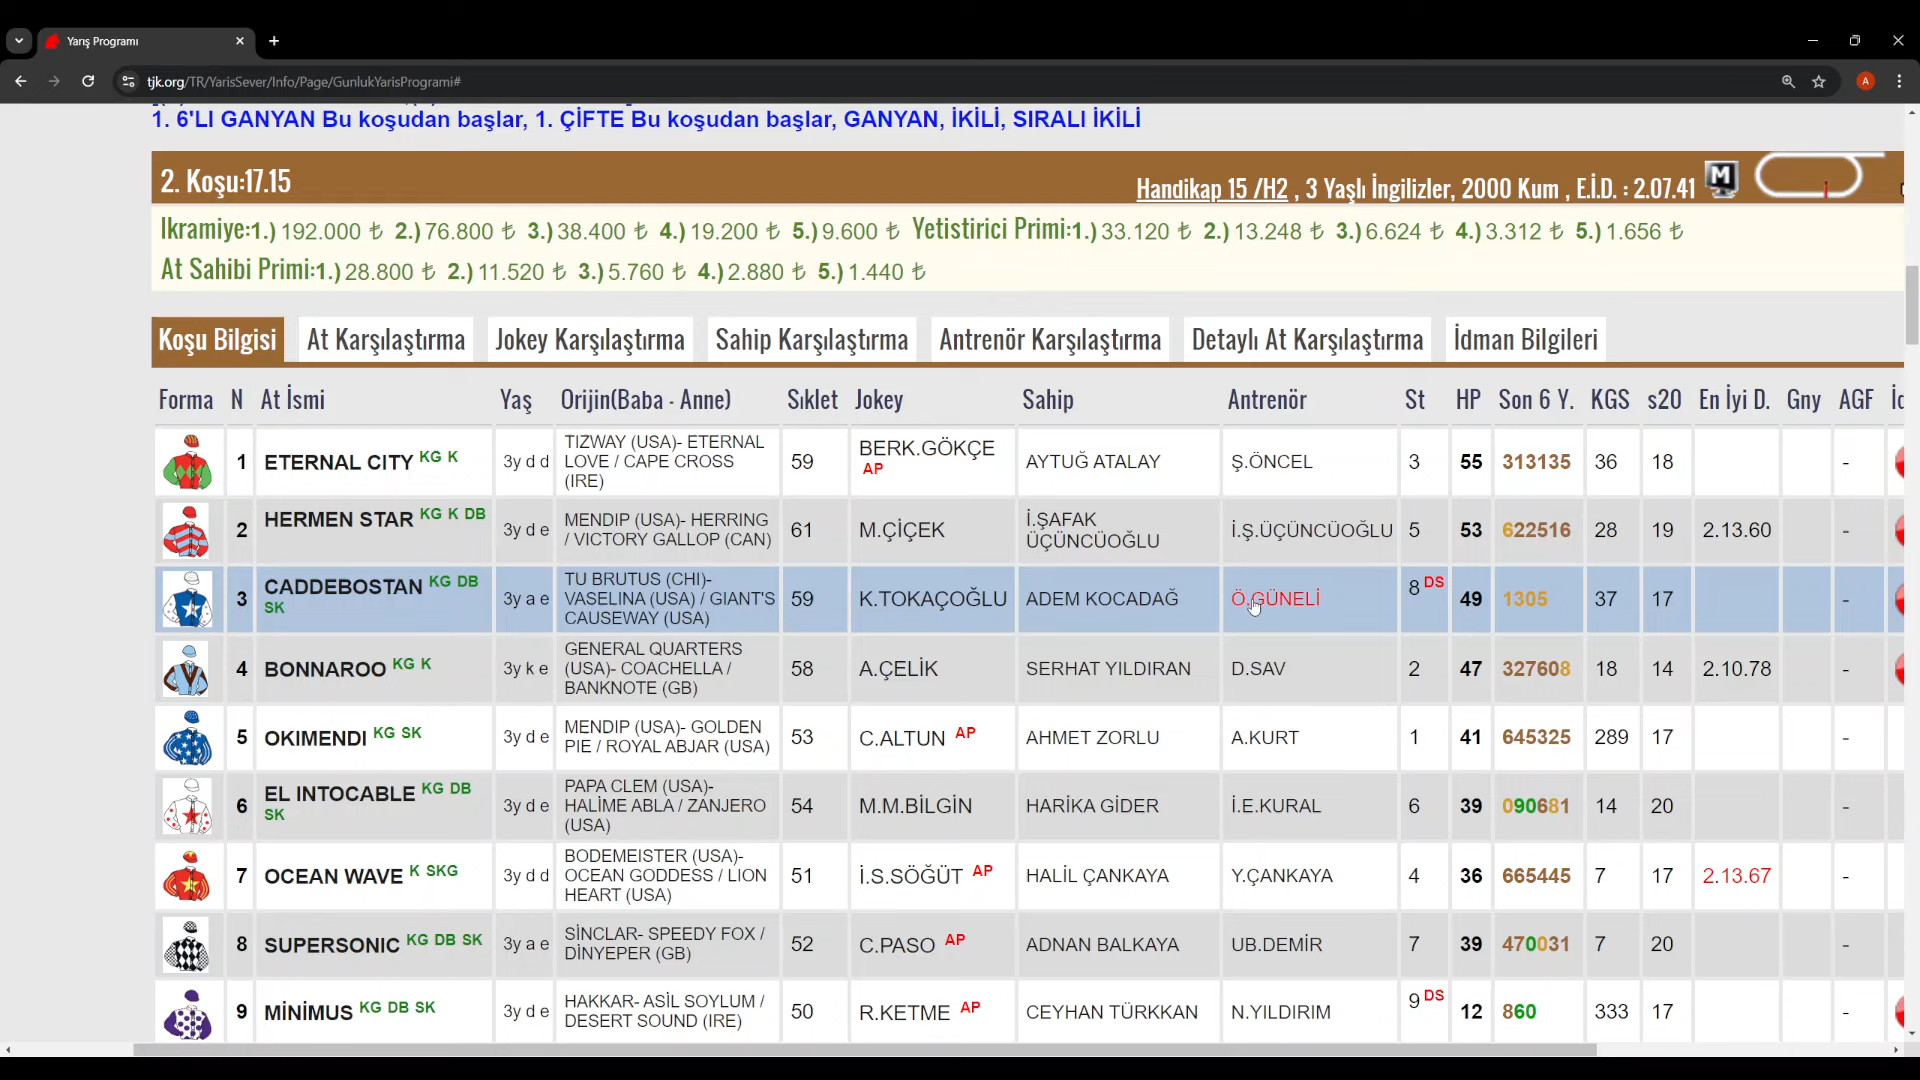 Yarış Programı
tjk.org/TR/YarisSever/Info/Page/GunlukYarisProgrami#
A
1. 6'LI GANYAN Bu koşudan başlar, 1. ÇİFTE Bu koşudan başlar, GANYAN, İKİLİ, SIRALI İKİLİ
2. Koşu:17.15
Handikap 15 /H2 , 3 Yaşlı İngilizler, 2000 Kum , E.İ.D. : 2.07.41
M
Ikramiye:1.) 192.000 ₺ 2.) 76.800 ₺ 3.) 38.400 ₺ 4.) 19.200 ₺ 5.) 9.600 ₺ Yetistirici Primi:1.) 33.120 ₺ 2.) 13.248 ₺ 3.) 6.624 ₺ 4.) 3.312 ₺ 5.) 1.656 ₺
At Sahibi Primi:1.) 28.800 ₺ 2.) 11.520 ₺ 3.) 5.760 ₺ 4.) 2.880 ₺ 5.) 1.440 ₺
Koşu Bilgisi At Karşılaştırma Jokey Karşılaştırma Sahip Karşılaştırma Antrenör Karşılaştırma Detaylı At Karşılaştırma İdman Bilgileri
Forma N At İsmi Yaş Orijin(Baba - Anne) Sıklet Jokey Sahip Antrenör St HP Son 6 Y. KGS s20 En İyi D. Gny AGF
1 ETERNAL CITY KG K 3y d d TIZWAY (USA)- ETERNAL LOVE / CAPE CROSS (IRE) 59 BERK.GÖKÇE AP AYTUĞ ATALAY Ş.ÖNCEL 3 55 313135 36 18 -
2 HERMEN STAR KG K DB 3y d e MENDIP (USA)- HERRING / VICTORY GALLOP (CAN) 61 M.ÇİÇEK İ.ŞAFAK ÜÇÜNCÜOĞLU İ.Ş.ÜÇÜNCÜOĞLU 5 53 622516 28 19 2.13.60 -
3 CADDEBOSTAN KG DB SK 3y a e TU BRUTUS (CHI)- VASELINA (USA) / GIANT'S CAUSEWAY (USA) 59 K.TOKAÇOĞLU ADEM KOCADAĞ Ö.GÜNELİ 8 DS 49 1305 37 17 -
4 BONNAROO KG K 3y k e GENERAL QUARTERS (USA)- COACHELLA / BANKNOTE (GB) 58 A.ÇELİK SERHAT YILDIRAN D.SAV 2 47 327608 18 14 2.10.78 -
5 OKIMENDI KG SK 3y d e MENDIP (USA)- GOLDEN PIE / ROYAL ABJAR (USA) 53 C.ALTUN AP AHMET ZORLU A.KURT 1 41 645325 289 17 -
6 EL INTOCABLE KG DB SK 3y d e PAPA CLEM (USA)- HALİME ABLA / ZANJERO (USA) 54 M.M.BİLGİN HARİKA GİDER İ.E.KURAL 6 39 090681 14 20 -
7 OCEAN WAVE K SKG 3y d d BODEMEISTER (USA)- OCEAN GODDESS / LION HEART (USA) 51 İ.S.SÖĞÜT AP HALİL ÇANKAYA Y.ÇANKAYA 4 36 665445 7 17 2.13.67 -
8 SUPERSONIC KG DB SK 3y a e SİNCLAR- SPEEDY FOX / DİNYEPER (GB) 52 C.PASO AP ADNAN BALKAYA UB.DEMİR 7 39 470031 7 20 -
9 MİNİMUS KG DB SK 3y d e HAKKAR- ASİL SOYLUM / DESERT SOUND (IRE) 50 R.KETME AP CEYHAN TÜRKKAN N.YILDIRIM 9 DS 12 860 333 17 -